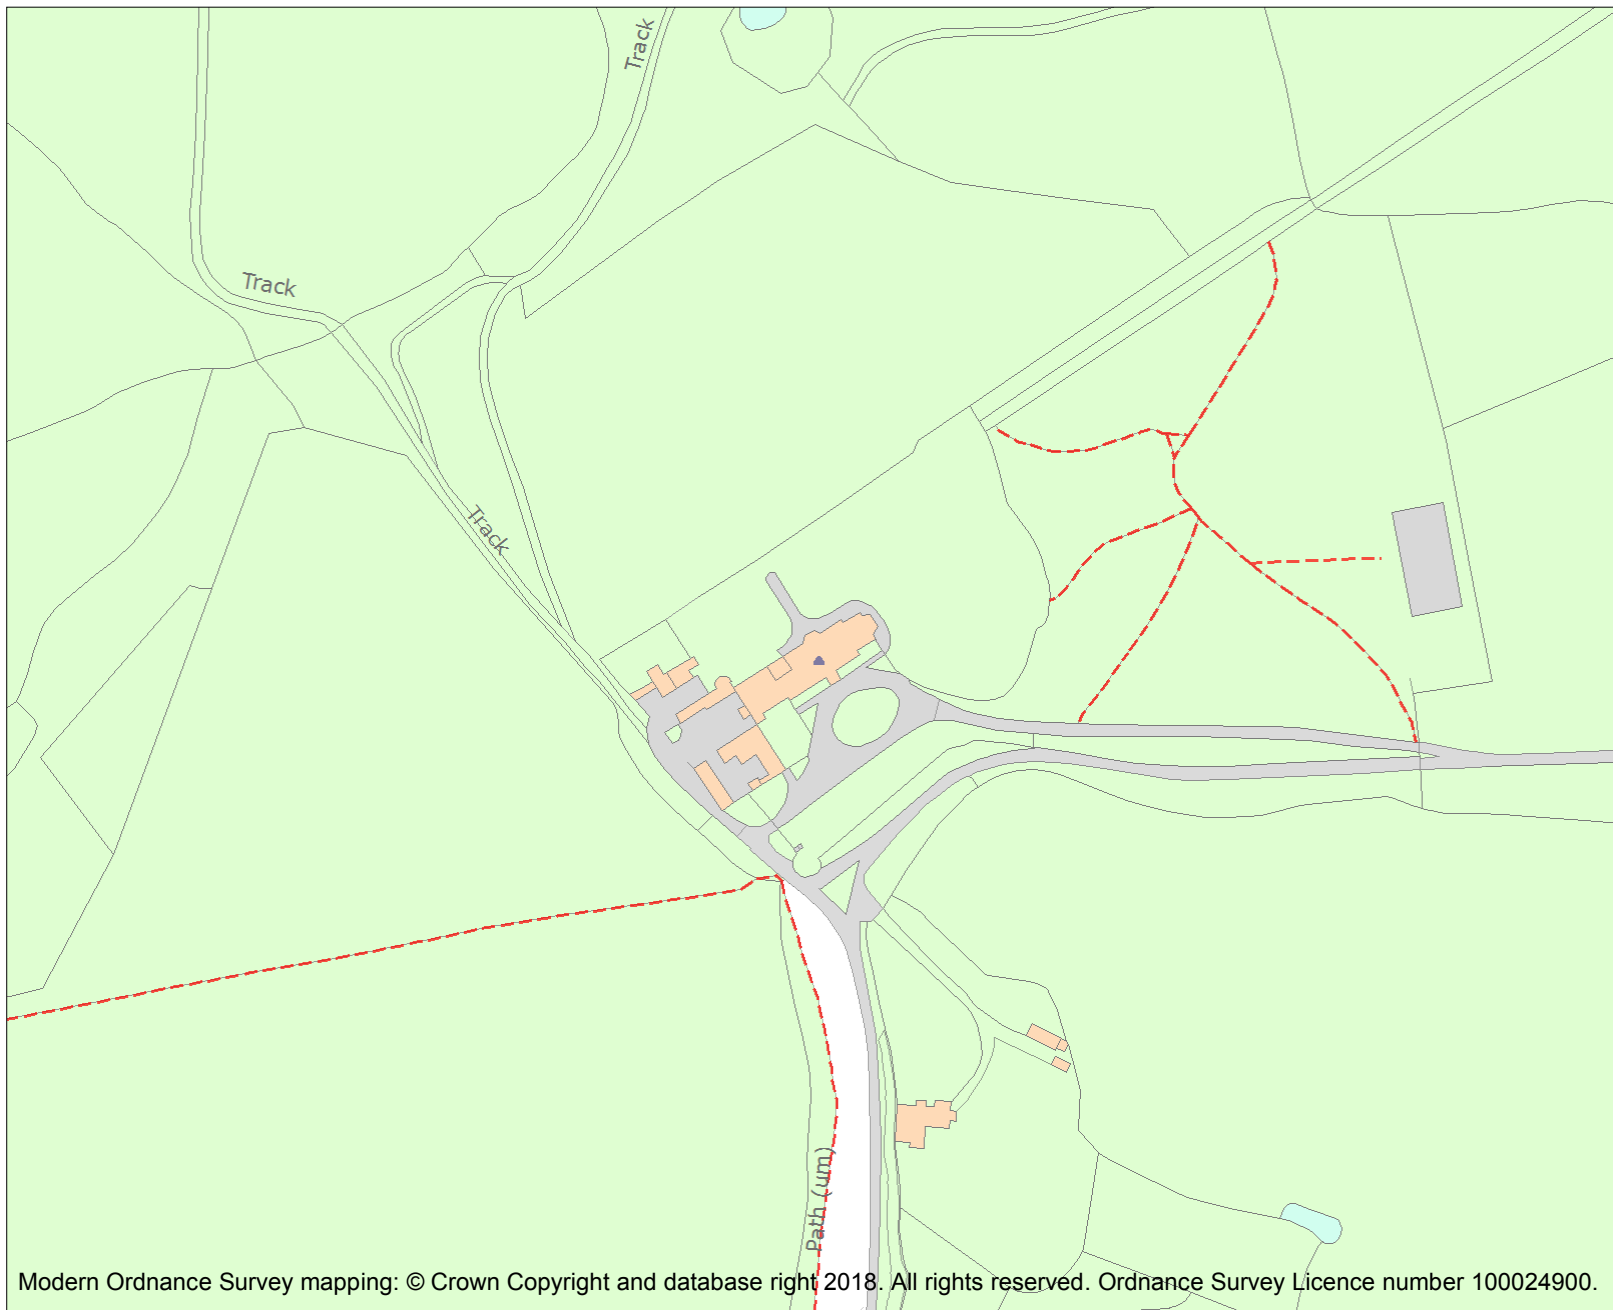 Track
Track
Track
Path (um)
Modern Ordnance Survey mapping: © Crown Copyright and database right 2018. All rights reserved. Ordnance Survey Licence number 100024900.